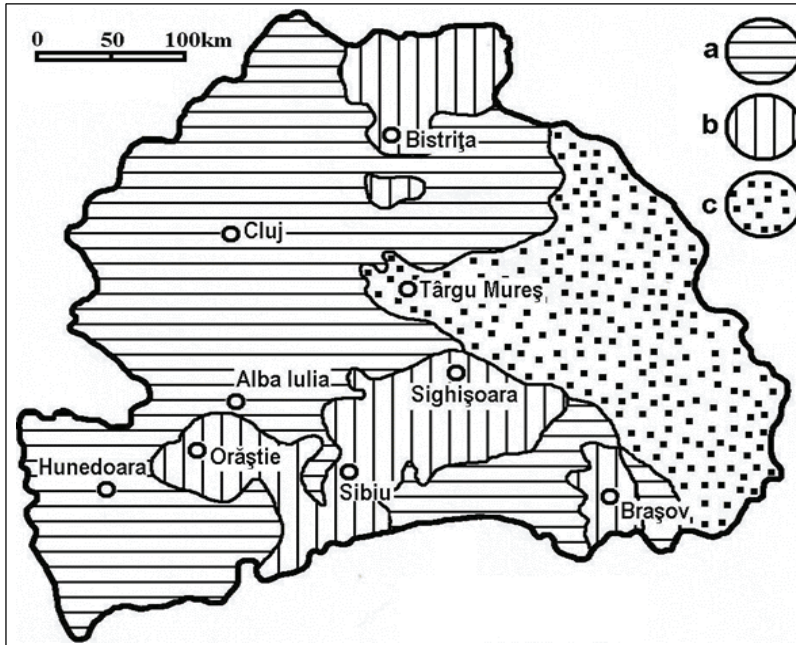 0 50 100km
a
b
c
Bistriţa
Cluj
Târgu Mureş
Alba Iulia
Sighişoara
Hunedoara
Orăştie
Sibiu
Braşov